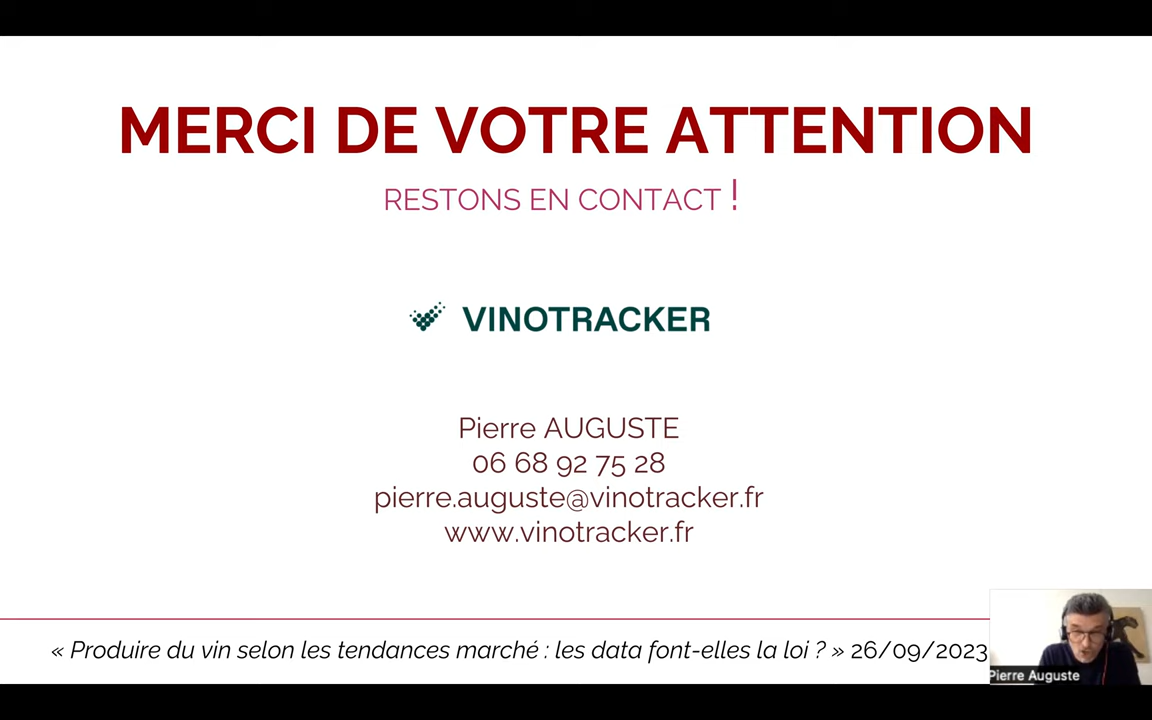 MERCI DE VOTRE ATTENTION
RESTONS EN CONTACT !
VINOTRACKER
Pierre AUGUSTE
06 68 92 75 28
pierre.auguste@vinotracker.fr
www.vinotracker.fr
« Produire du vin selon les tendances marché : les data font-elles la loi ? » 26/09/2023
Pierre Auguste